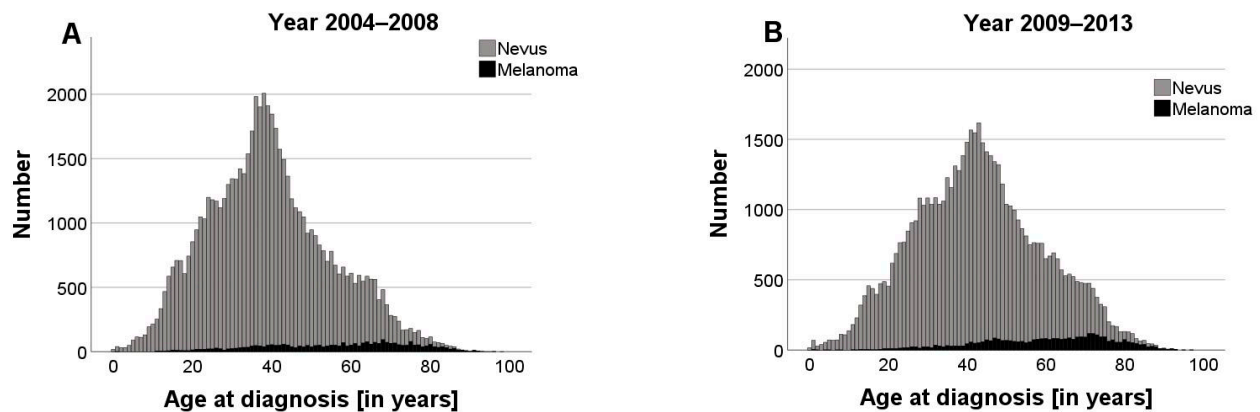 A
Year 2004–2008
Nevus
Melanoma
2000
1500
1000
500
0
Number
0 20 40 60 80 100
Age at diagnosis [in years]
B
Year 2009–2013
Nevus
Melanoma
2000
1500
1000
500
0
Number
0 20 40 60 80 100
Age at diagnosis [in years]